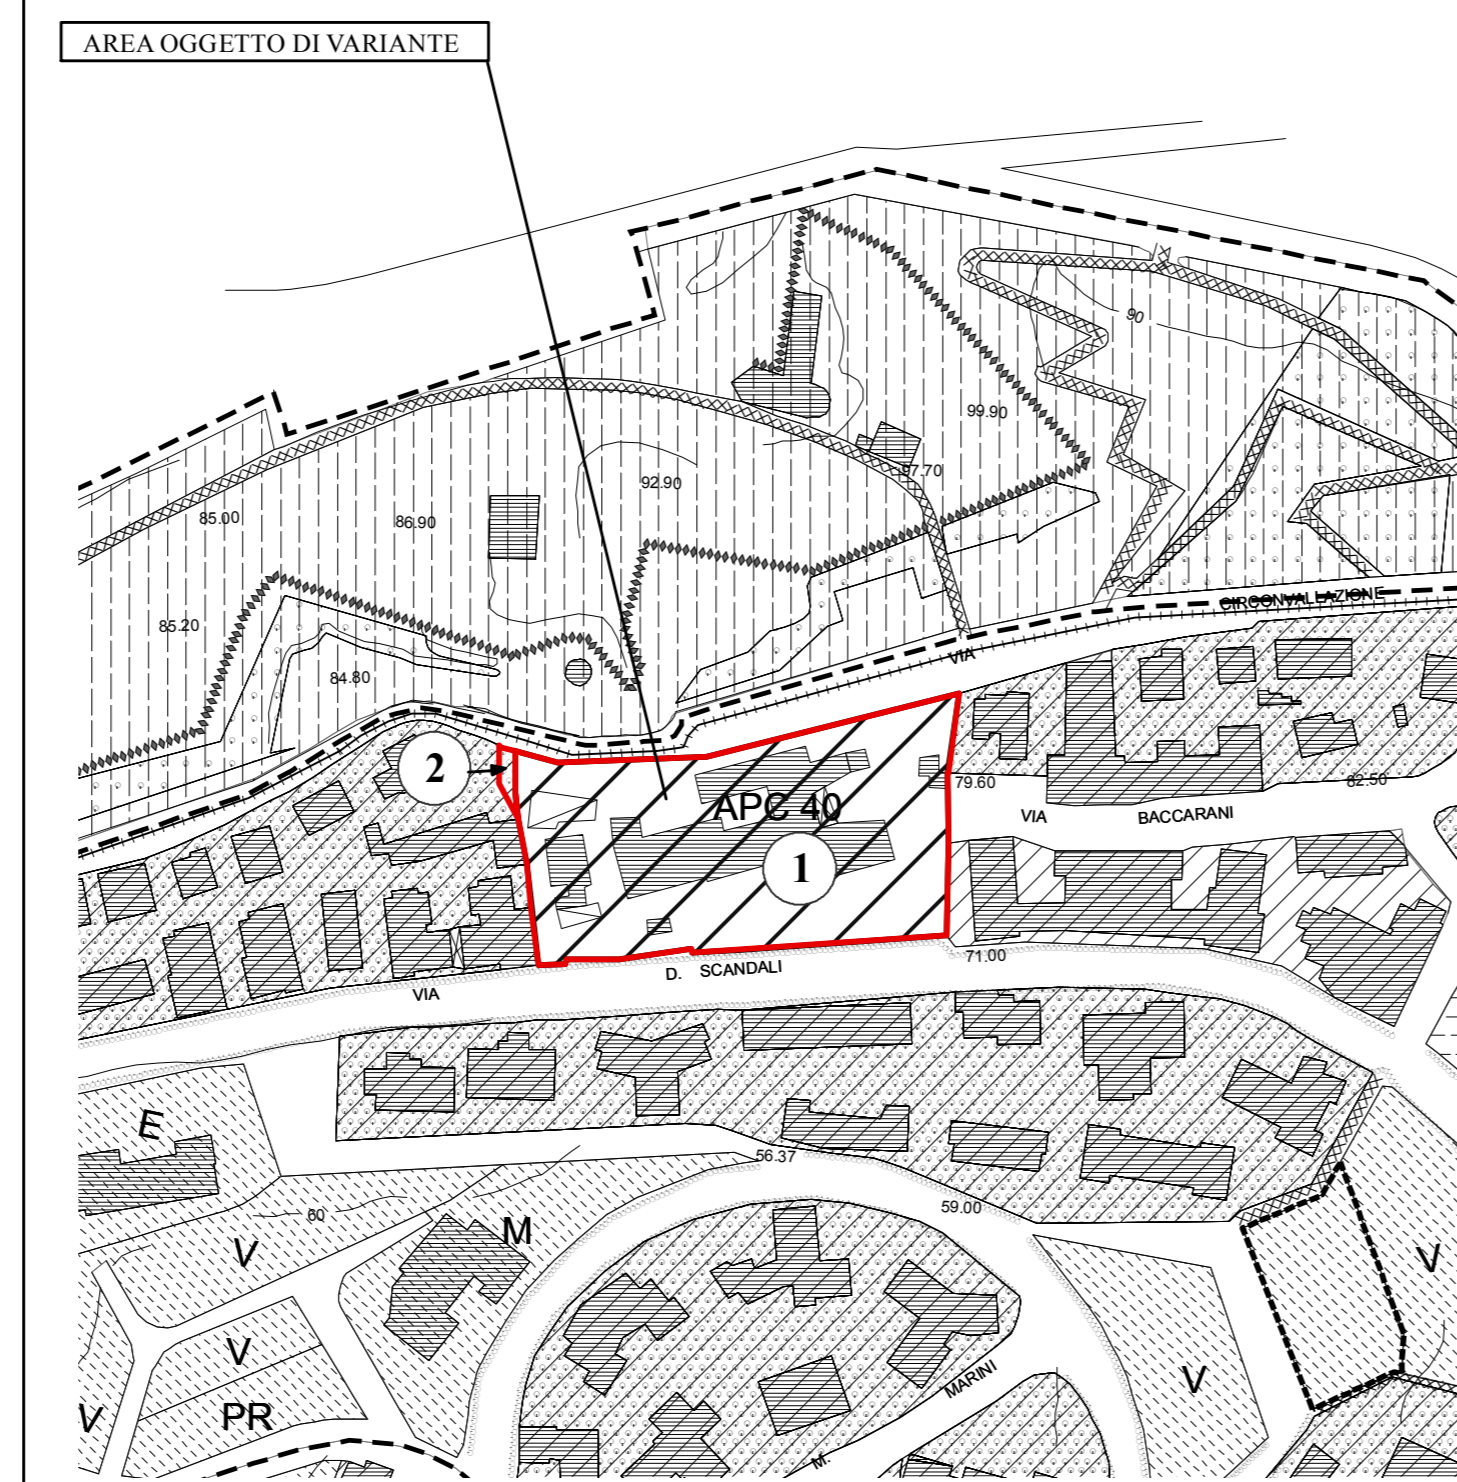 AREA OGGETTO DI VARIANTE
90
99.90
97.70
92.90
85.00
86.90
CIRCONVALLAZIONE
85.20
VIA
84.80
2
79.60
82.50
APC 40
VIA
BACCARANI
1
71.00
D. SCANDALI
VIA
E
56.37
59.00
60
M
V
V
V
PR
V
V
MARINI
M.